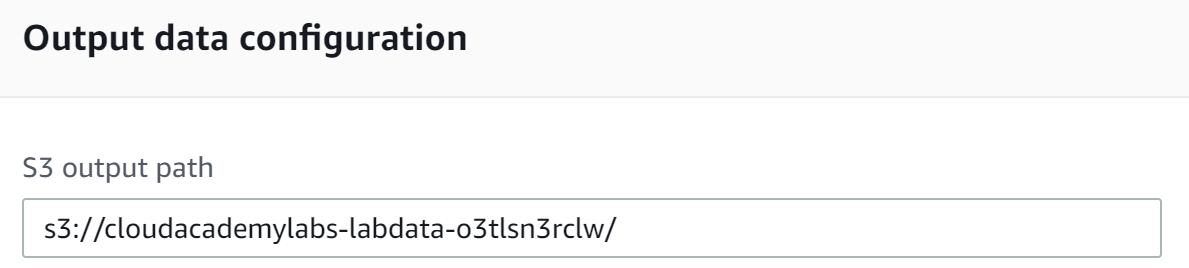 Output data configuration
S3 output path
s3://cloudacademylabs-labdata-o3tlsn3rclw/